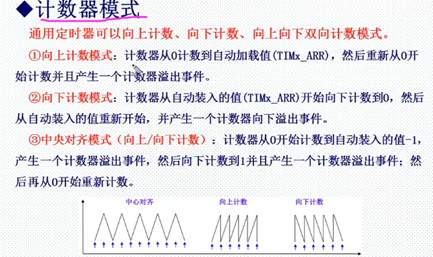 ◆计数器模式
通用定时器可以向上计数、向下计数、向上向下双向计数模式。
①向上计数模式：计数器从0计数到自动加载值(TIMx_ARR)，然后重新从0开
始计数并且产生一个计数器溢出事件。
②向下计数模式：计数器从自动装入的值(TIMx_ARR)开始向下计数到0，然后
从自动装入的值重新开始，并产生一个计数器向下溢出事件。
③中央对齐模式（向上/向下计数）：计数器从0开始计数到自动装入的值-1，
产生一个计数器溢出事件，然后向下计数到1并且产生一个计数器溢出事件；然
后再从0开始重新计数。
中心对齐 向上计数 向下计数